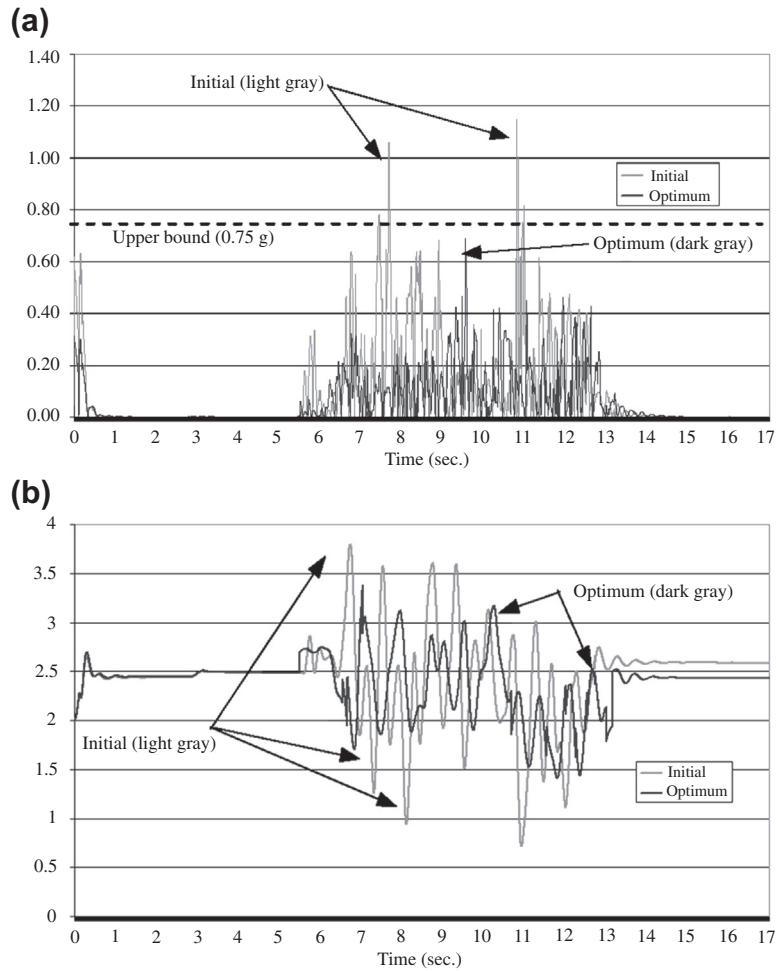 (a)
1.40
1.20
1.00
0.80
0.60
0.40
0.20
0.00
Initial (light gray)
Initial
Optimum
Upper bound (0.75 g)
Optimum (dark gray)
0 1 2 3 4 5 6 7 8 9 10 11 12 13 14 15 16 17
Time (sec.)
(b)
4
3.5
3
2.5
2
1.5
1
0.5
0
Optimum (dark gray)
Initial (light gray)
Initial
Optimum
0 1 2 3 4 5 6 7 8 9 10 11 12 13 14 15 16 17
Time (sec.)